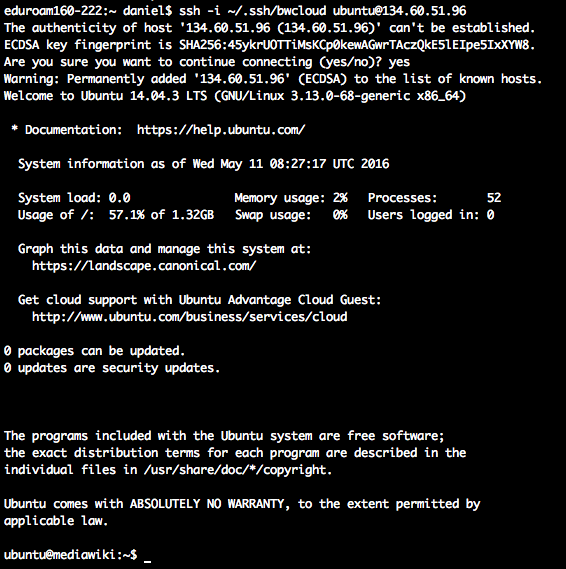 eduroam160-222:~ daniel$ ssh -i ~/.ssh/bwcloud ubuntu@134.60.51.96
The authenticity of host '134.60.51.96 (134.60.51.96)' can't be established.
ECDSA key fingerprint is SHA256:45ykrUOTTiMsKCp0kewAGwrTAczQkE5lEIpe5IxXYW8.
Are you sure you want to continue connecting (yes/no)? yes
Warning: Permanently added '134.60.51.96' (ECDSA) to the list of known hosts.
Welcome to Ubuntu 14.04.3 LTS (GNU/Linux 3.13.0-68-generic x86_64)
* Documentation:  https://help.ubuntu.com/
System information as of Wed May 11 08:27:17 UTC 2016
System load: 0.0 Memory usage: 2% Processes: 52
Usage of /: 57.1% of 1.32GB Swap usage: 0% Users logged in: 0
Graph this data and manage this system at:
https://landscape.canonical.com/
Get cloud support with Ubuntu Advantage Cloud Guest:
http://www.ubuntu.com/business/services/cloud
0 packages can be updated.
0 updates are security updates.
The programs included with the Ubuntu system are free software;
the exact distribution terms for each program are described in the
individual files in /usr/share/doc/*/copyright.
Ubuntu comes with ABSOLUTELY NO WARRANTY, to the extent permitted by
applicable law.
ubuntu@mediawiki:~$ _